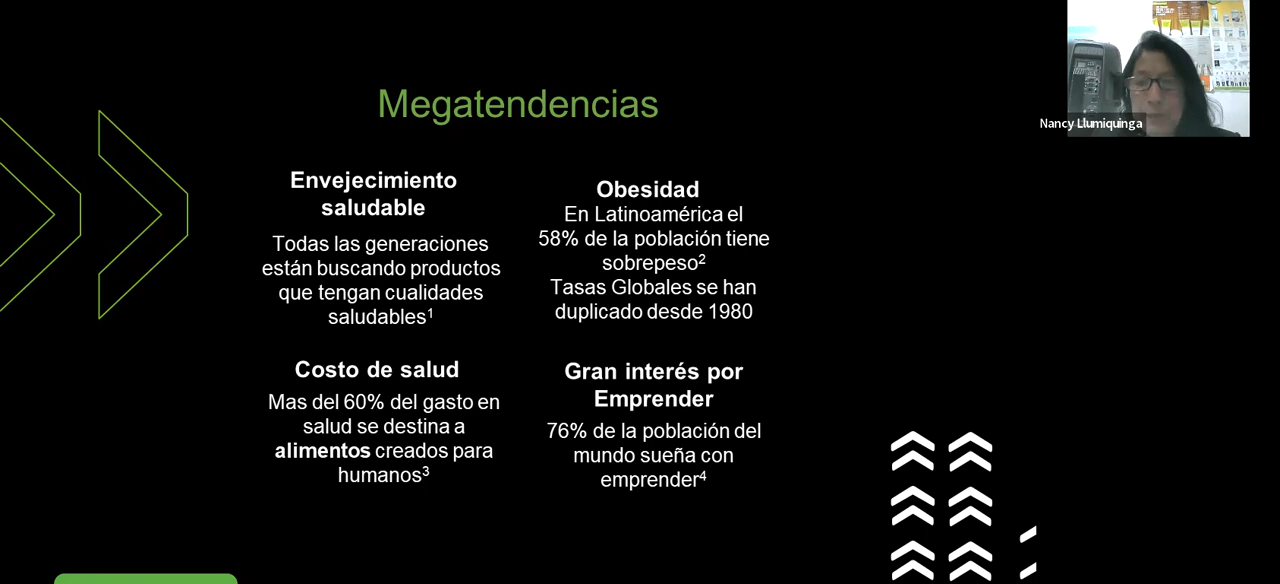 Megatendencias
Envejecimiento
saludable
Todas las generaciones
están buscando productos
que tengan cualidades
saludables¹
Obesidad
En Latinoamérica el
58% de la población tiene
sobrepeso²
Tasas Globales se han
duplicado desde 1980
Costo de salud
Mas del 60% del gasto en
salud se destina a
alimentos creados para
humanos³
Gran interés por
Emprender
76% de la población del
mundo sueña con
emprender⁴
Nancy Llumiquinga